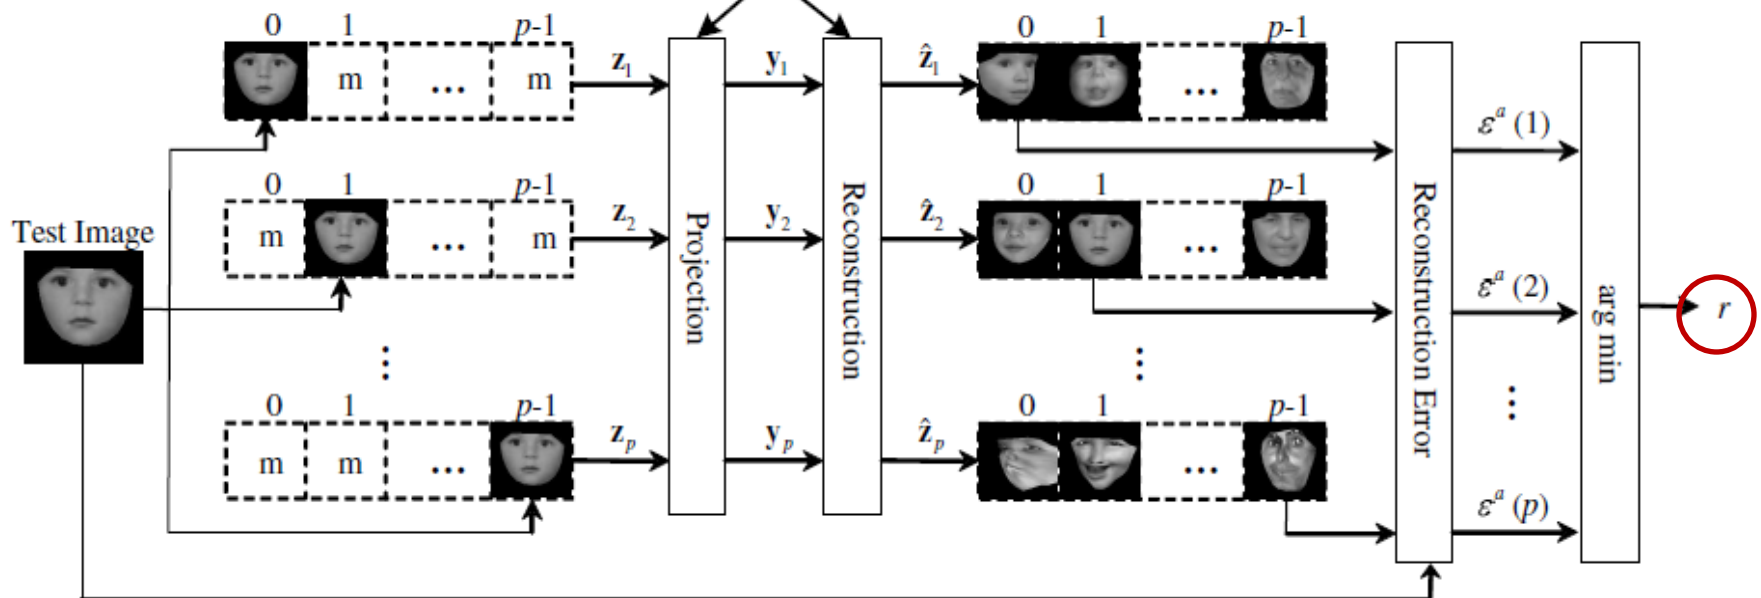 0 1 p-1
m ... m
z₁ y₁ ẑ₁
0 1 p-1
...
εᵃ (1)
0 1 p-1
m ... m
z₂ y₂ ẑ₂
0 1 p-1
...
Test Image
Projection
Reconstruction
Reconstruction Error
εᵃ (2)
arg min
r
⋮
⋮
⋮
0 1 p-1
m m ...
zₚ yₚ ẑₚ
0 1 p-1
...
εᵃ (p)